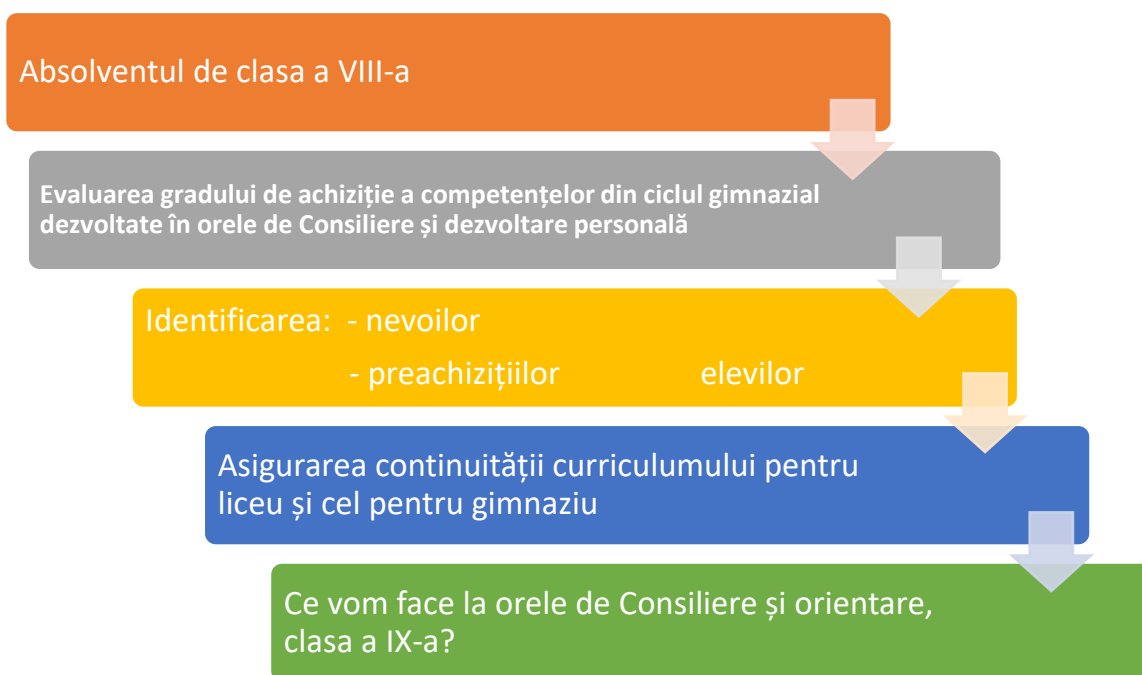 Absolventul de clasa a VIII-a
Evaluarea gradului de achiziție a competențelor din ciclul gimnazial
dezvoltate în orele de Consiliere și dezvoltare personală
Identificarea: - nevoilor
- preachizițiilor elevilor
Asigurarea continuității curriculumului pentru
liceu și cel pentru gimnaziu
Ce vom face la orele de Consiliere și orientare,
clasa a IX-a?